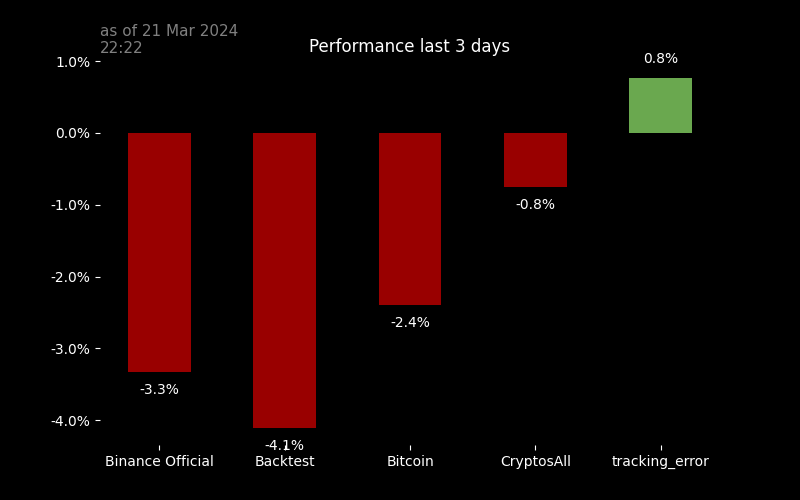 as of 21 Mar 2024
22:22
Performance last 3 days
1.0%
0.0%
-1.0%
-2.0%
-3.0%
-4.0%
0.8%
-0.8%
-2.4%
-3.3%
-4.1%
Binance Official
Backtest
Bitcoin
CryptosAll
tracking_error